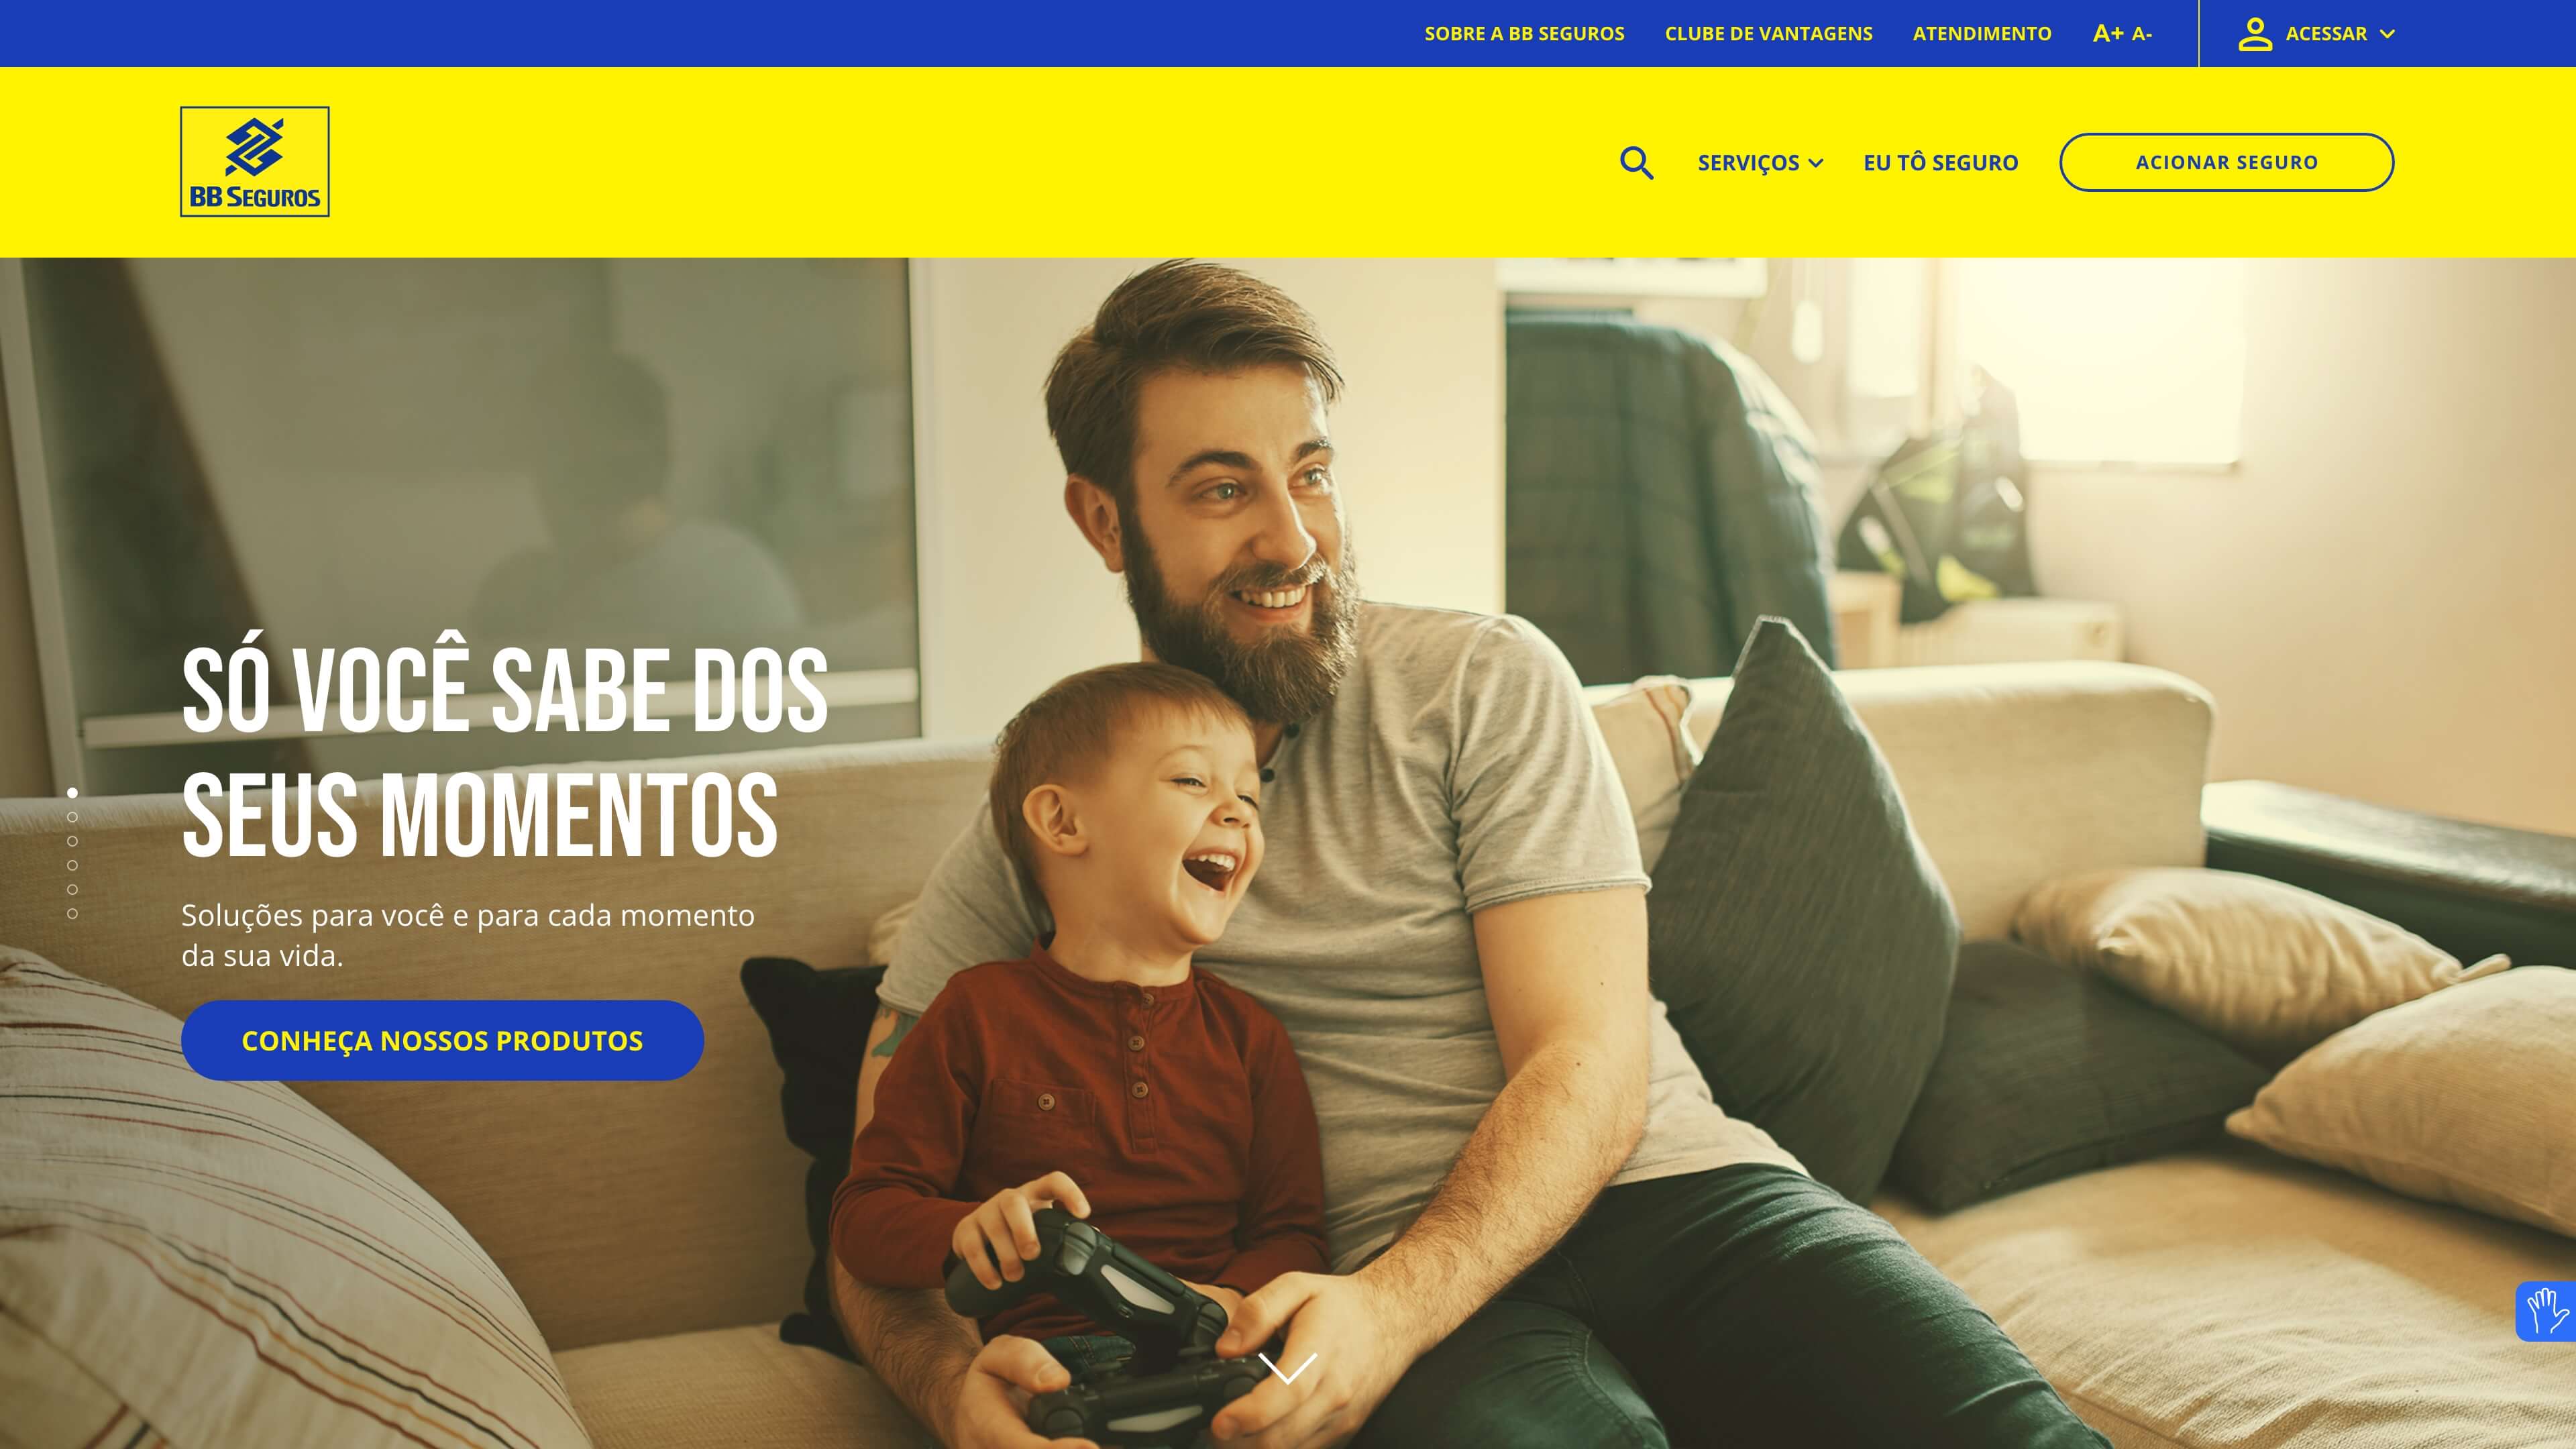 SOBRE A BB SEGUROS CLUBE DE VANTAGENS ATENDIMENTO A+ A- ACESSAR
BB SEGUROS
SERVIÇOS EU TÔ SEGURO ACIONAR SEGURO
SÓ VOCÊ SABE DOS
SEUS MOMENTOS
Soluções para você e para cada momento
da sua vida.
CONHEÇA NOSSOS PRODUTOS